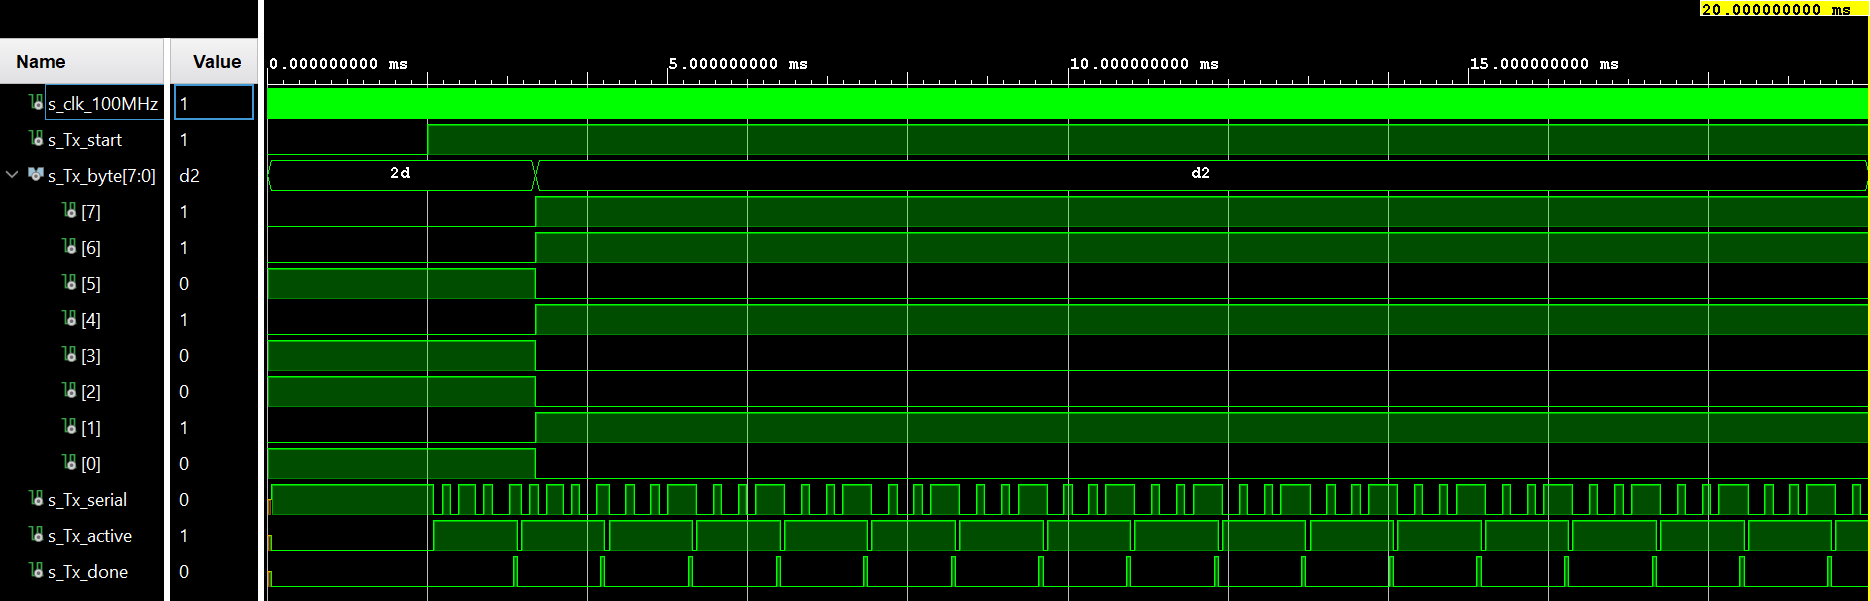 20.000000000 ms
Name Value
0.000000000 ms 5.000000000 ms 10.000000000 ms 15.000000000 ms
s_clk_100MHz 1
s_Tx_start 1
s_Tx_byte[7:0] d2 2d d2
[7] 1
[6] 1
[5] 0
[4] 1
[3] 0
[2] 0
[1] 1
[0] 0
s_Tx_serial 0
s_Tx_active 1
s_Tx_done 0